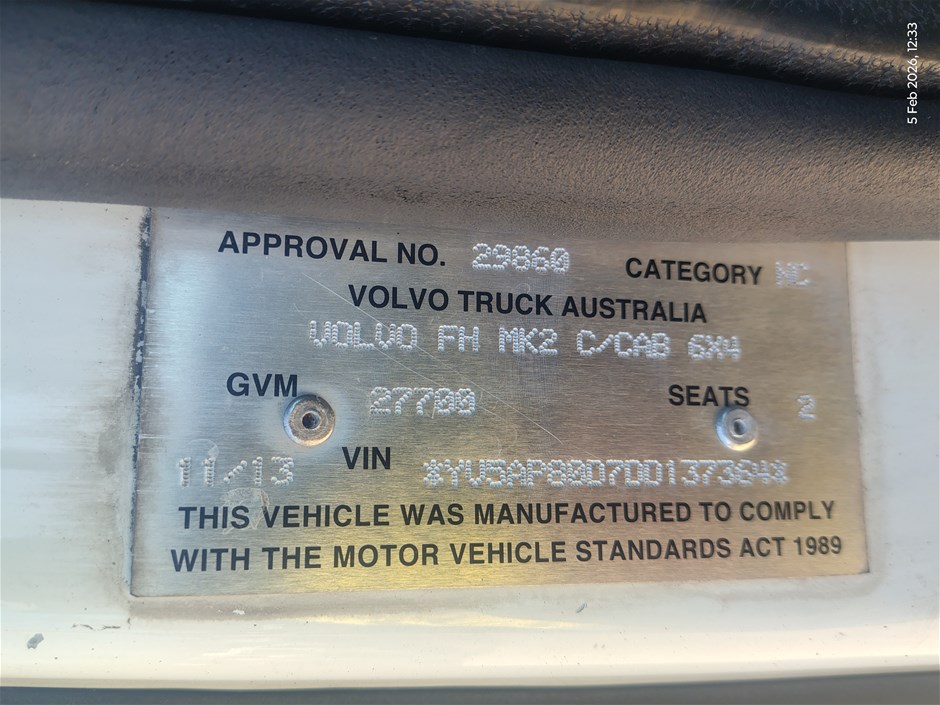 5 Feb 2026, 12:33
APPROVAL NO. 29860 CATEGORY NC
VOLVO TRUCK AUSTRALIA
VOLVO FH MK2 C/CAB 6X4
GVM 27700 SEATS 2
11/13 VIN *YV5AP80D7DD137364*
THIS VEHICLE WAS MANUFACTURED TO COMPLY
WITH THE MOTOR VEHICLE STANDARDS ACT 1989